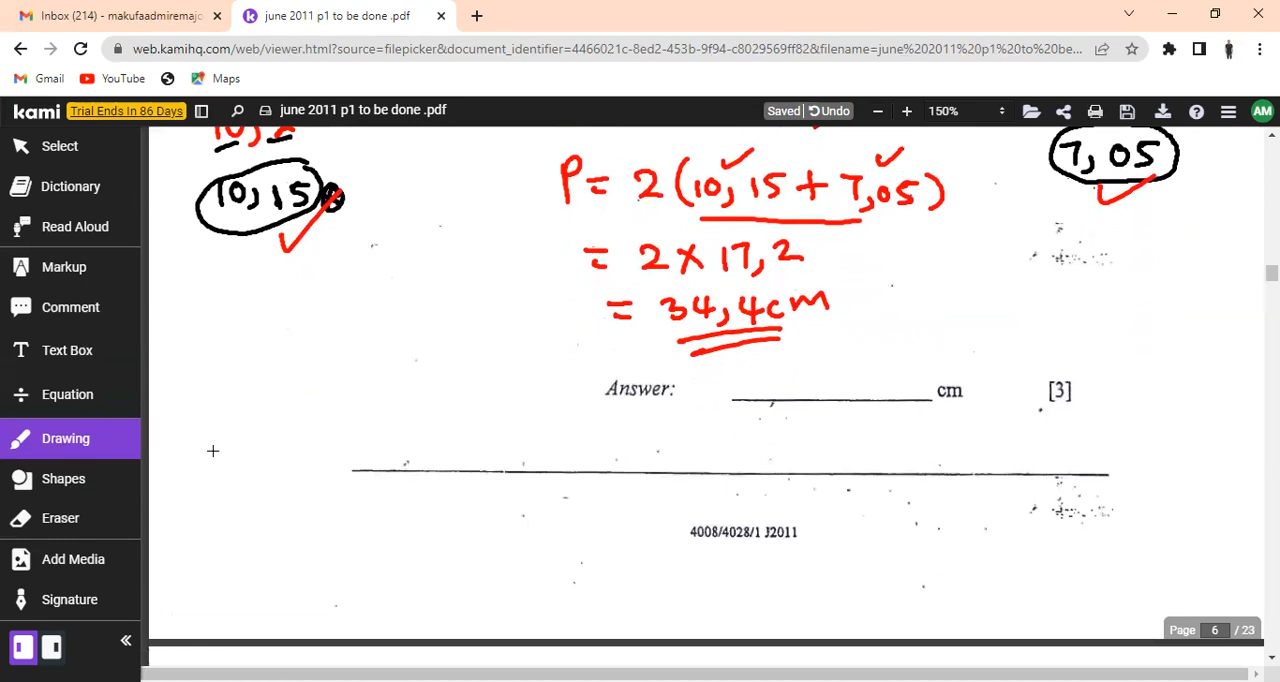 Inbox (214) - makufaadmiremajo
june 2011 p1 to be done .pdf
web.kamihq.com/web/viewer.html?source=filepicker&document_identifier=4466021c-8ed2-453b-9f94-c8029569ff82&filename=june%202011%20p1%20to%20be...
Gmail
YouTube
Maps
kami
Trial Ends In 86 Days
june 2011 p1 to be done .pdf
Saved
Undo
150%
AM
Select
Dictionary
Read Aloud
Markup
Comment
Text Box
Equation
Drawing
Shapes
Eraser
Add Media
Signature
10,2
10,15
7,05
P= 2(10,15+7,05)
= 2 x 17,2
= 34,4cm
Answer: cm [3]
4008/4028/1 J2011
Page 6 / 23